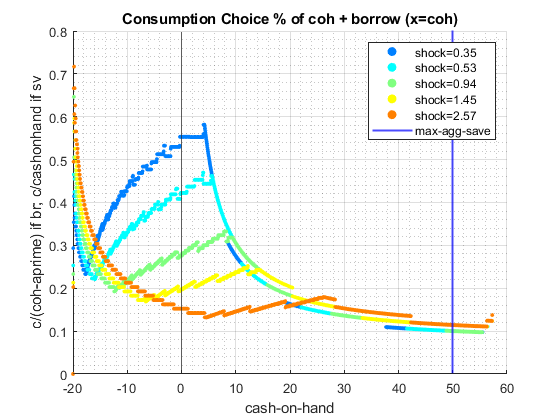 Consumption Choice % of coh + borrow (x=coh)
c/(coh-aprime) if br, c/cashonhand if sv
0.8
0.7
0.6
0.5
0.4
0.3
0.2
0.1
0
shock=0.35
shock=0.53
shock=0.94
shock=1.45
shock=2.57
max-agg-save
-20 -10 0 10 20 30 40 50 60
cash-on-hand